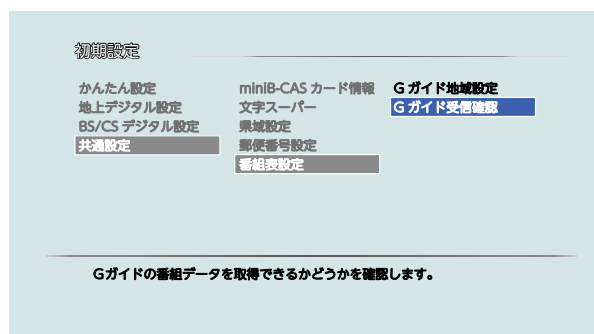 初期設定
かんたん設定
地上デジタル設定
BS/CS デジタル設定
共通設定
miniB-CAS カード情報
文字スーパー
県域設定
郵便番号設定
番組表設定
G ガイド地域設定
G ガイド受信確認
Gガイドの番組データを取得できるかどうかを確認します。